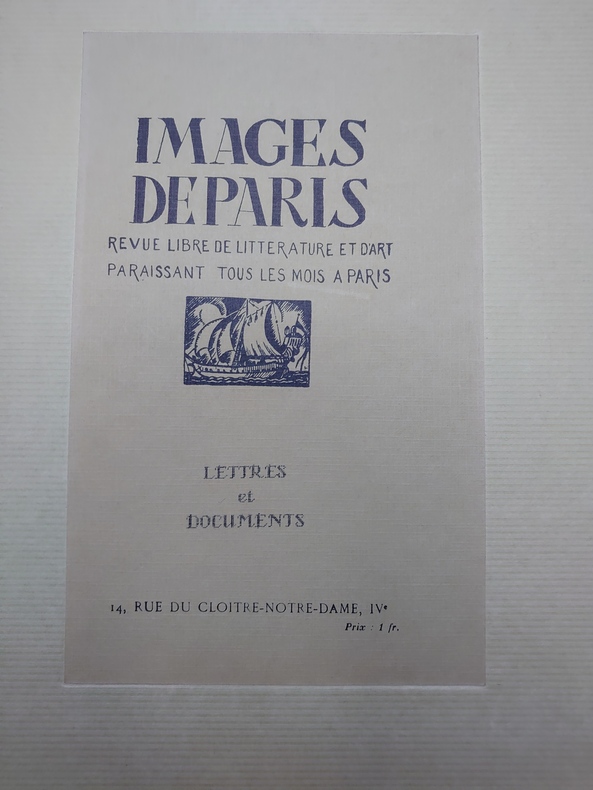 IMAGES
DE PARIS
REVUE LIBRE DE LITTERATURE ET D'ART
PARAISSANT TOUS LES MOIS A PARIS
LETTRES
et
DOCUMENTS
14, RUE DU CLOITRE-NOTRE-DAME, IVᵉ
Prix : 1 fr.